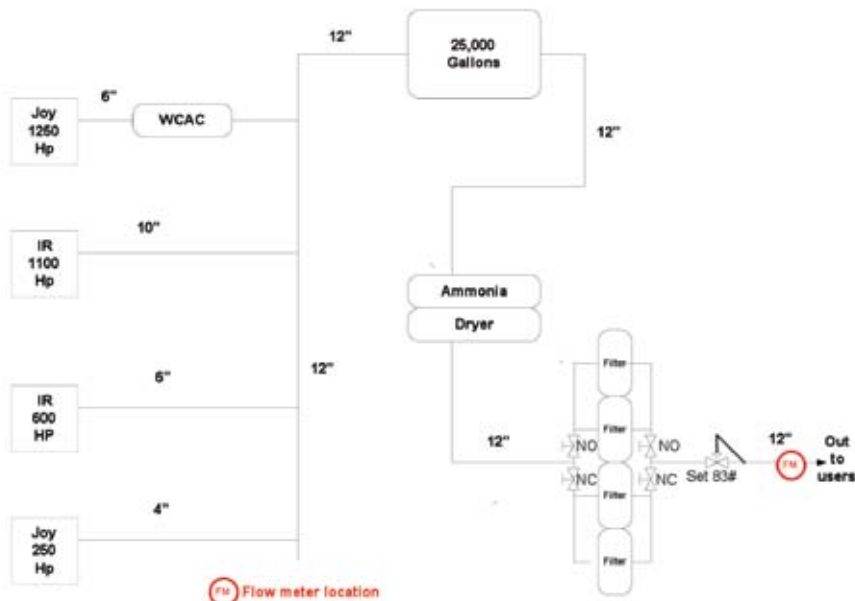 12"
25,000
Gallons
6"
Joy
1250
Hp
WCAC
12"
10"
IR
1100
Hp
Ammonia
Dryer
Filter
6"
12"
IR
600
HP
Filter
12"
NO
NO
12"
Out
to
users
FM
NC
NC
Set 83#
Filter
4"
Joy
250
Hp
Filter
FM
Flow meter location